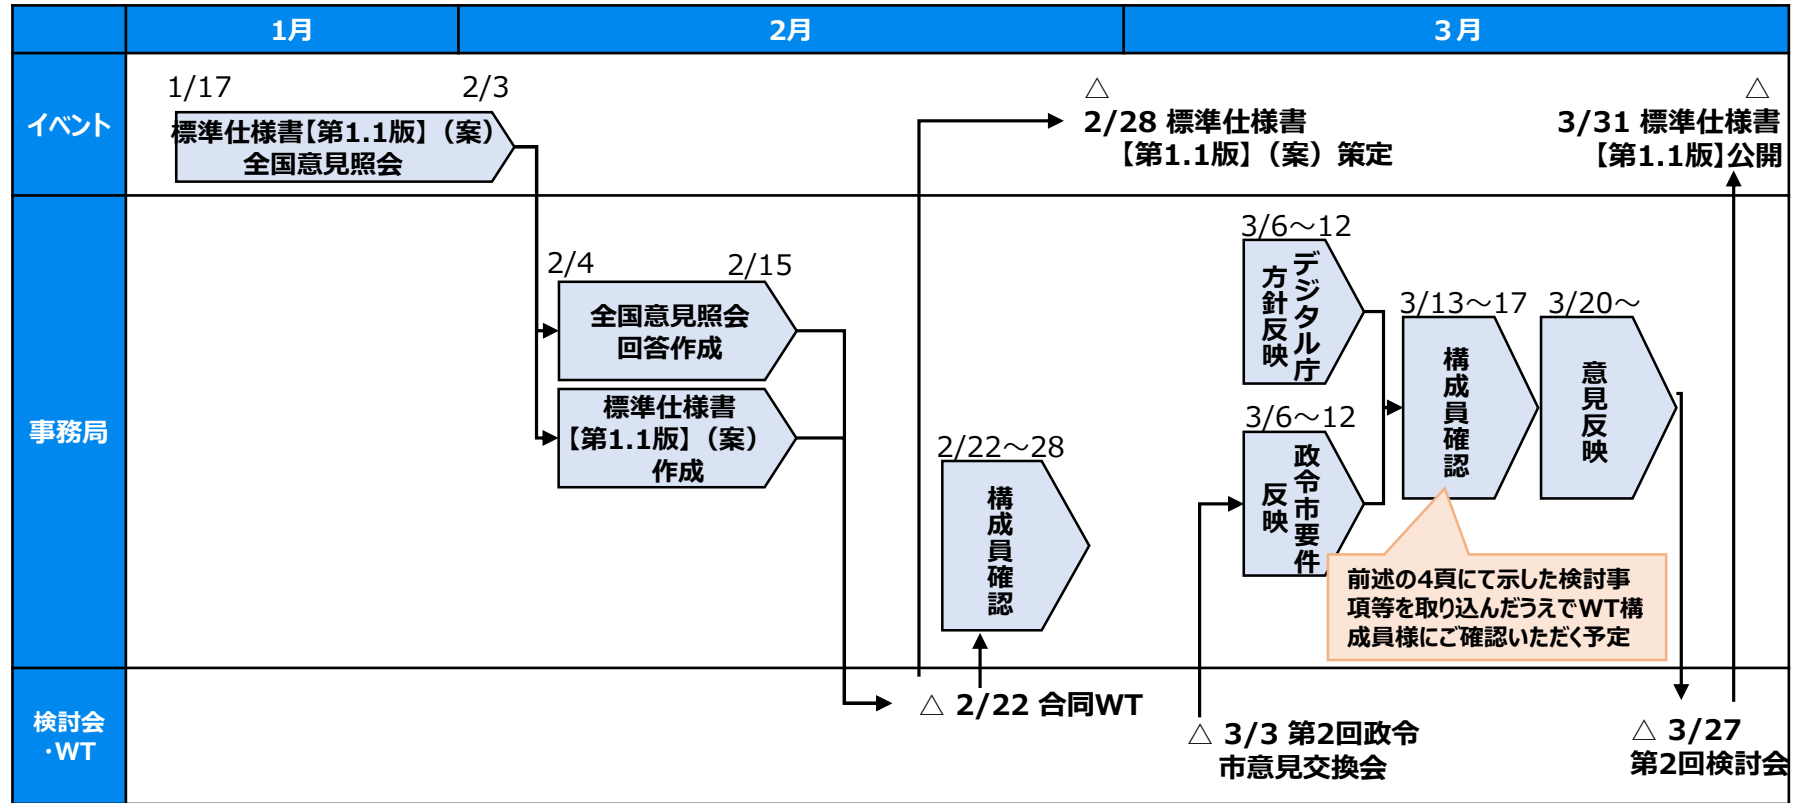 1月
2月
３月
イベント
1/17
2/3
標準仕様書【第1.1版】（案）
全国意見照会
△
2/28 標準仕様書
【第1.1版】（案）策定
△
3/31 標準仕様書
【第1.1版】公開
事務局
2/4
2/15
全国意見照会
回答作成
標準仕様書
【第1.1版】（案）
作成
2/22～28
構成員確認
3/6～12
デジタル庁
方針反映
3/6～12
政令市要件
反映
3/13～17
構成員確認
3/20～
意見反映
前述の4頁にて示した検討事
項等を取り込んだうえでWT構
成員様にご確認いただく予定
検討会
・WT
△ 2/22 合同WT
△ 3/3 第2回政令
市意見交換会
△ 3/27
第2回検討会